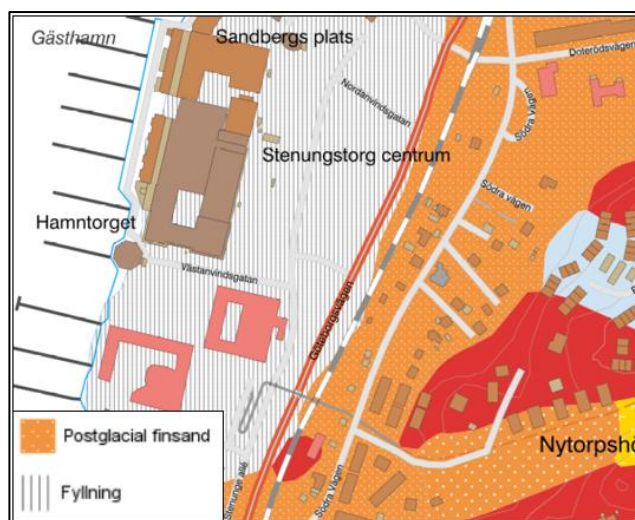 Gästhamn
Sandbergs plats
Doterödsvägen
Nordanvindsgatan
Södra Vägen
Stenungstorg centrum
Södra vägen
Hamntorget
Västanvindsgatan
Göteborgsvägen
Postglacial finsand
Nytorpshö
Fyllning
Stenunge allé
Södra Vägen